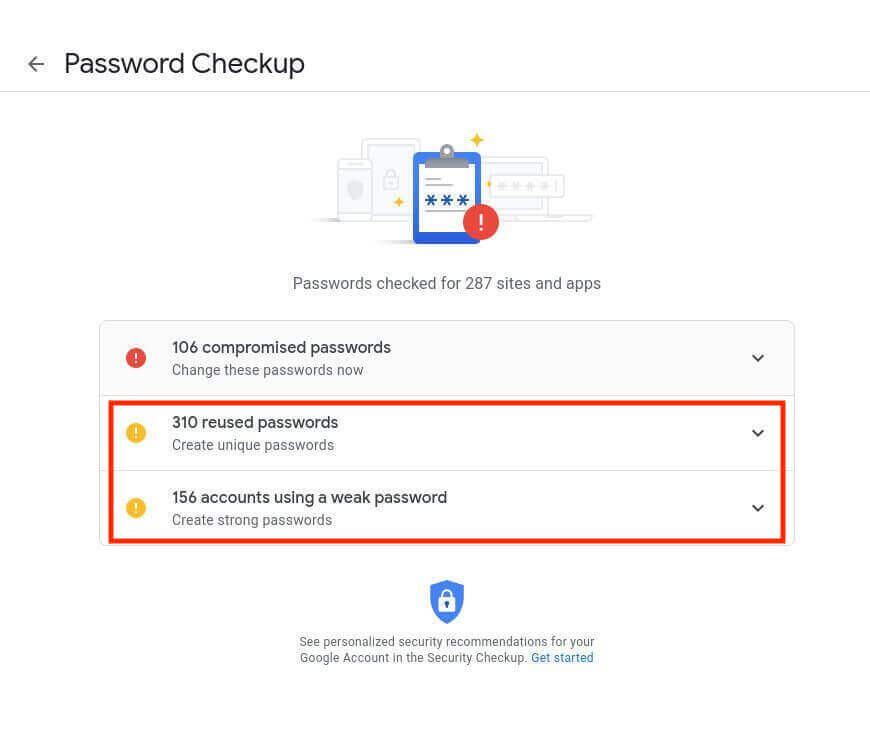 Password Checkup
Passwords checked for 287 sites and apps
106 compromised passwords
Change these passwords now
310 reused passwords
Create unique passwords
156 accounts using a weak password
Create strong passwords
See personalized security recommendations for your
Google Account in the Security Checkup. Get started